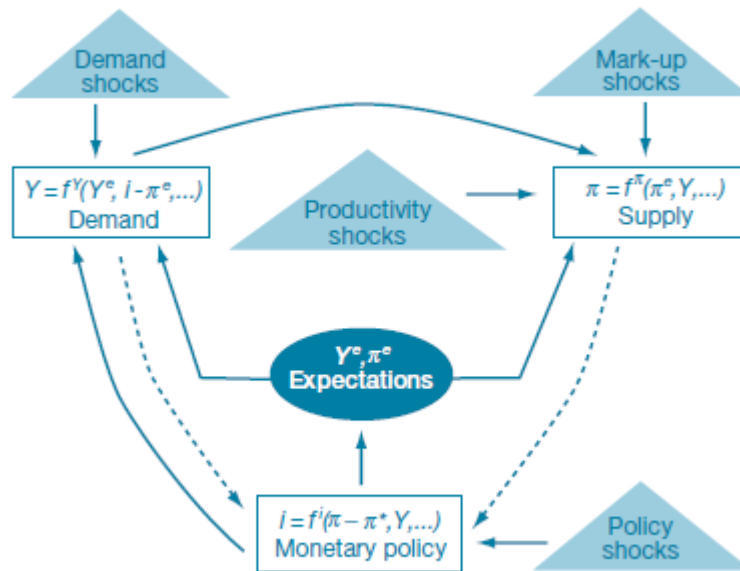 Demand
shocks
Mark-up
shocks
Y = f^Y(Y^e, i - π^e,...)
Demand
Productivity
shocks
π = f^π(π^e,Y,...)
Supply
Y^e,π^e
Expectations
i = f^i(π – π*,Y,...)
Monetary policy
Policy
shocks